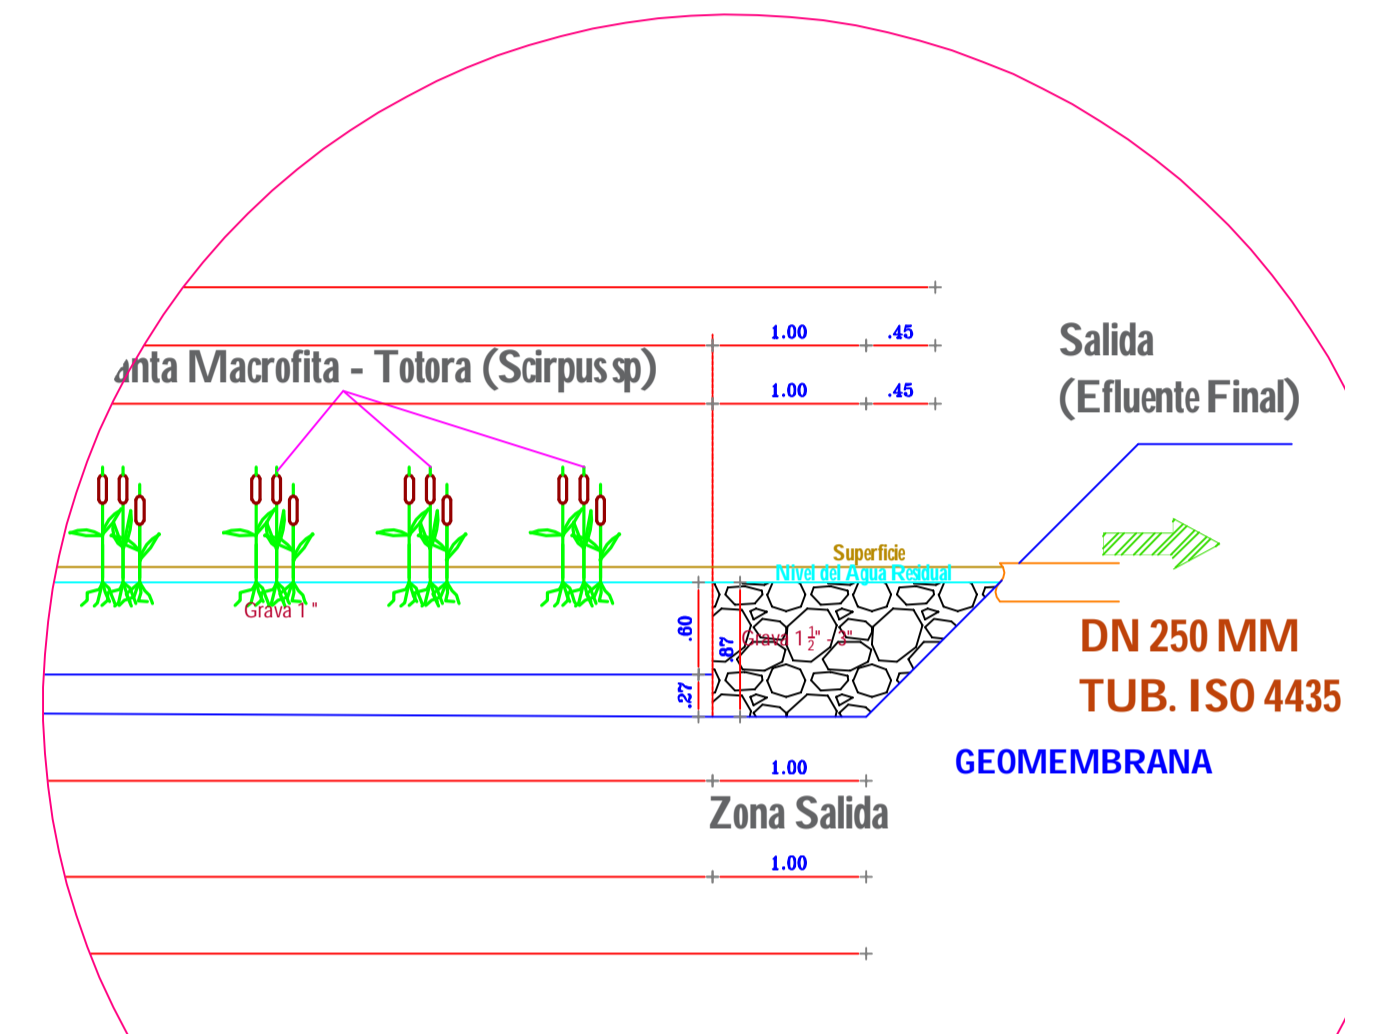 1.00 .45
Salida
(Efluente Final)
anta Macrofita - Totora (Scirpus sp)
1.00 .45
Superficie
Nivel del Agua Residual
Grava 1 "
.60
.87
Grava 1 1/2" - 3"
.27
DN 250 MM
TUB. ISO 4435
GEOMEMBRANA
1.00
Zona Salida
1.00